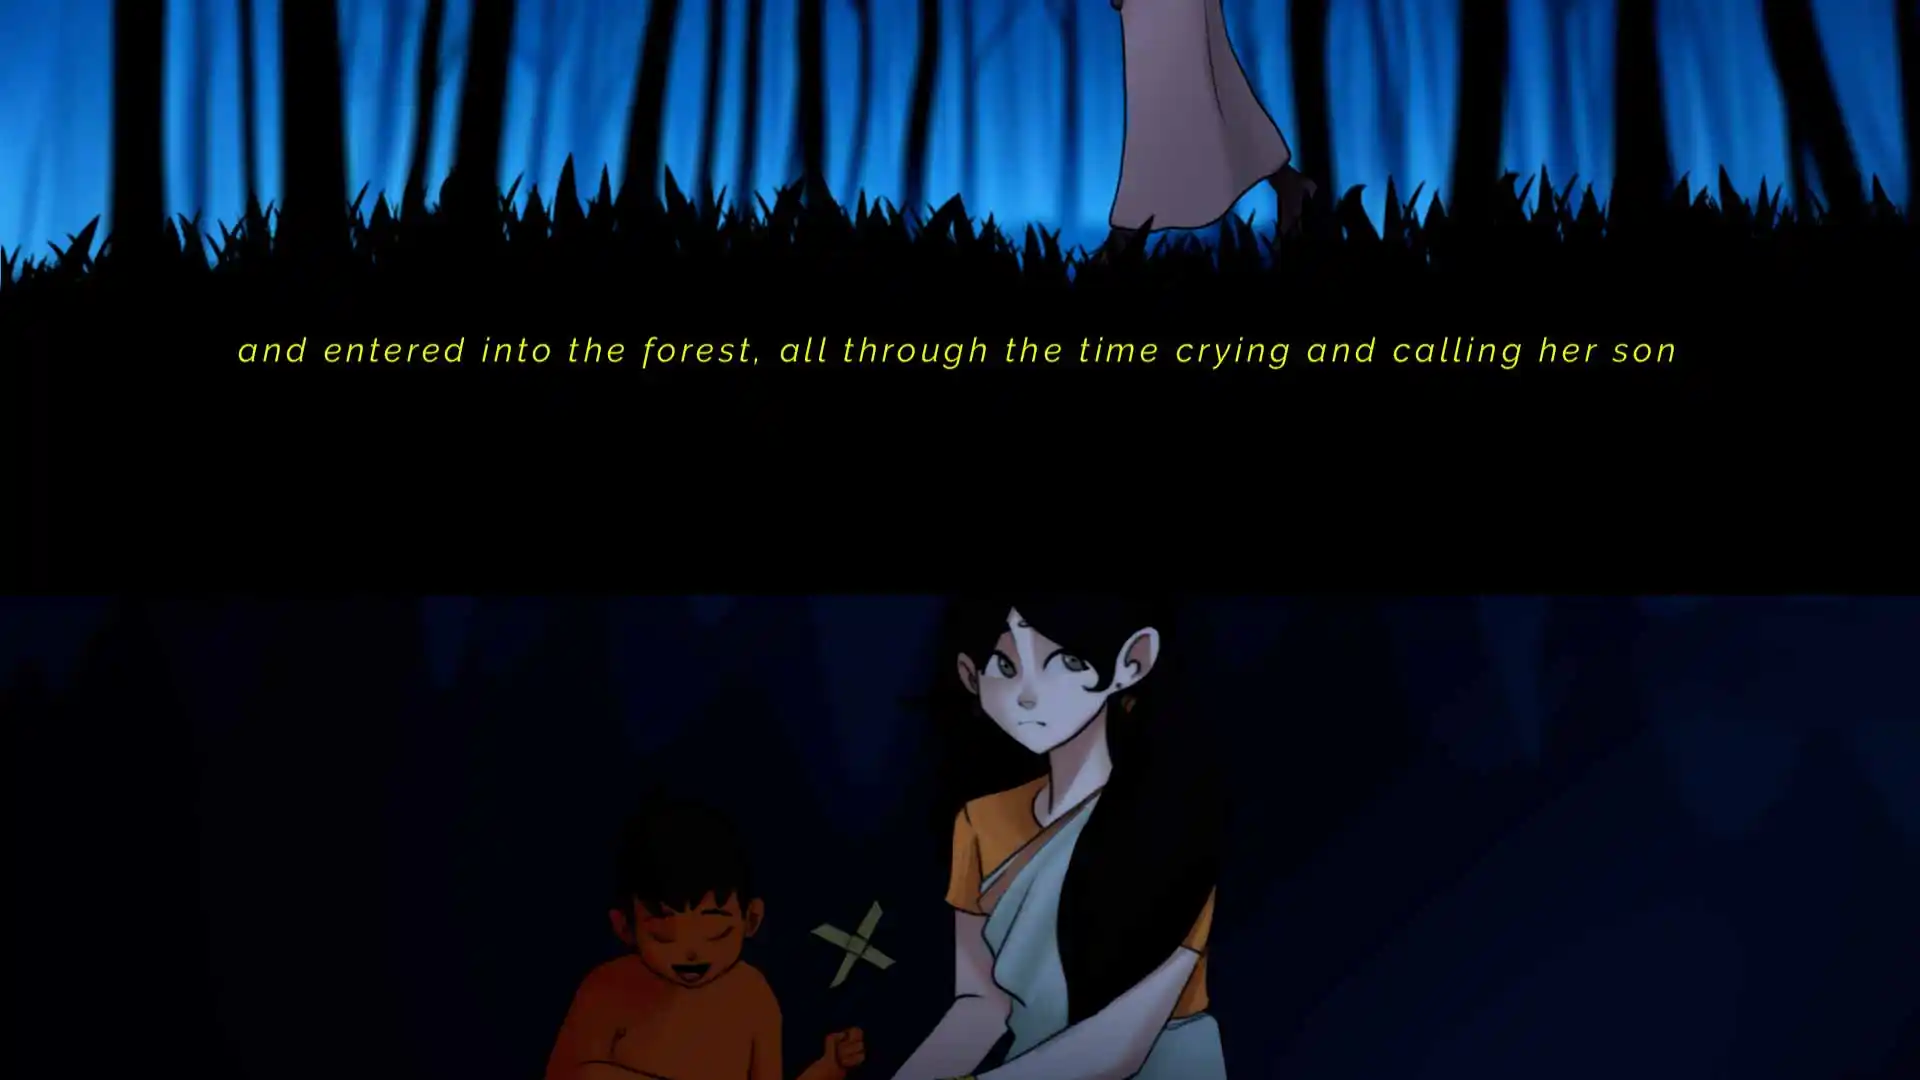 and entered into the forest, all through the time crying and calling her son